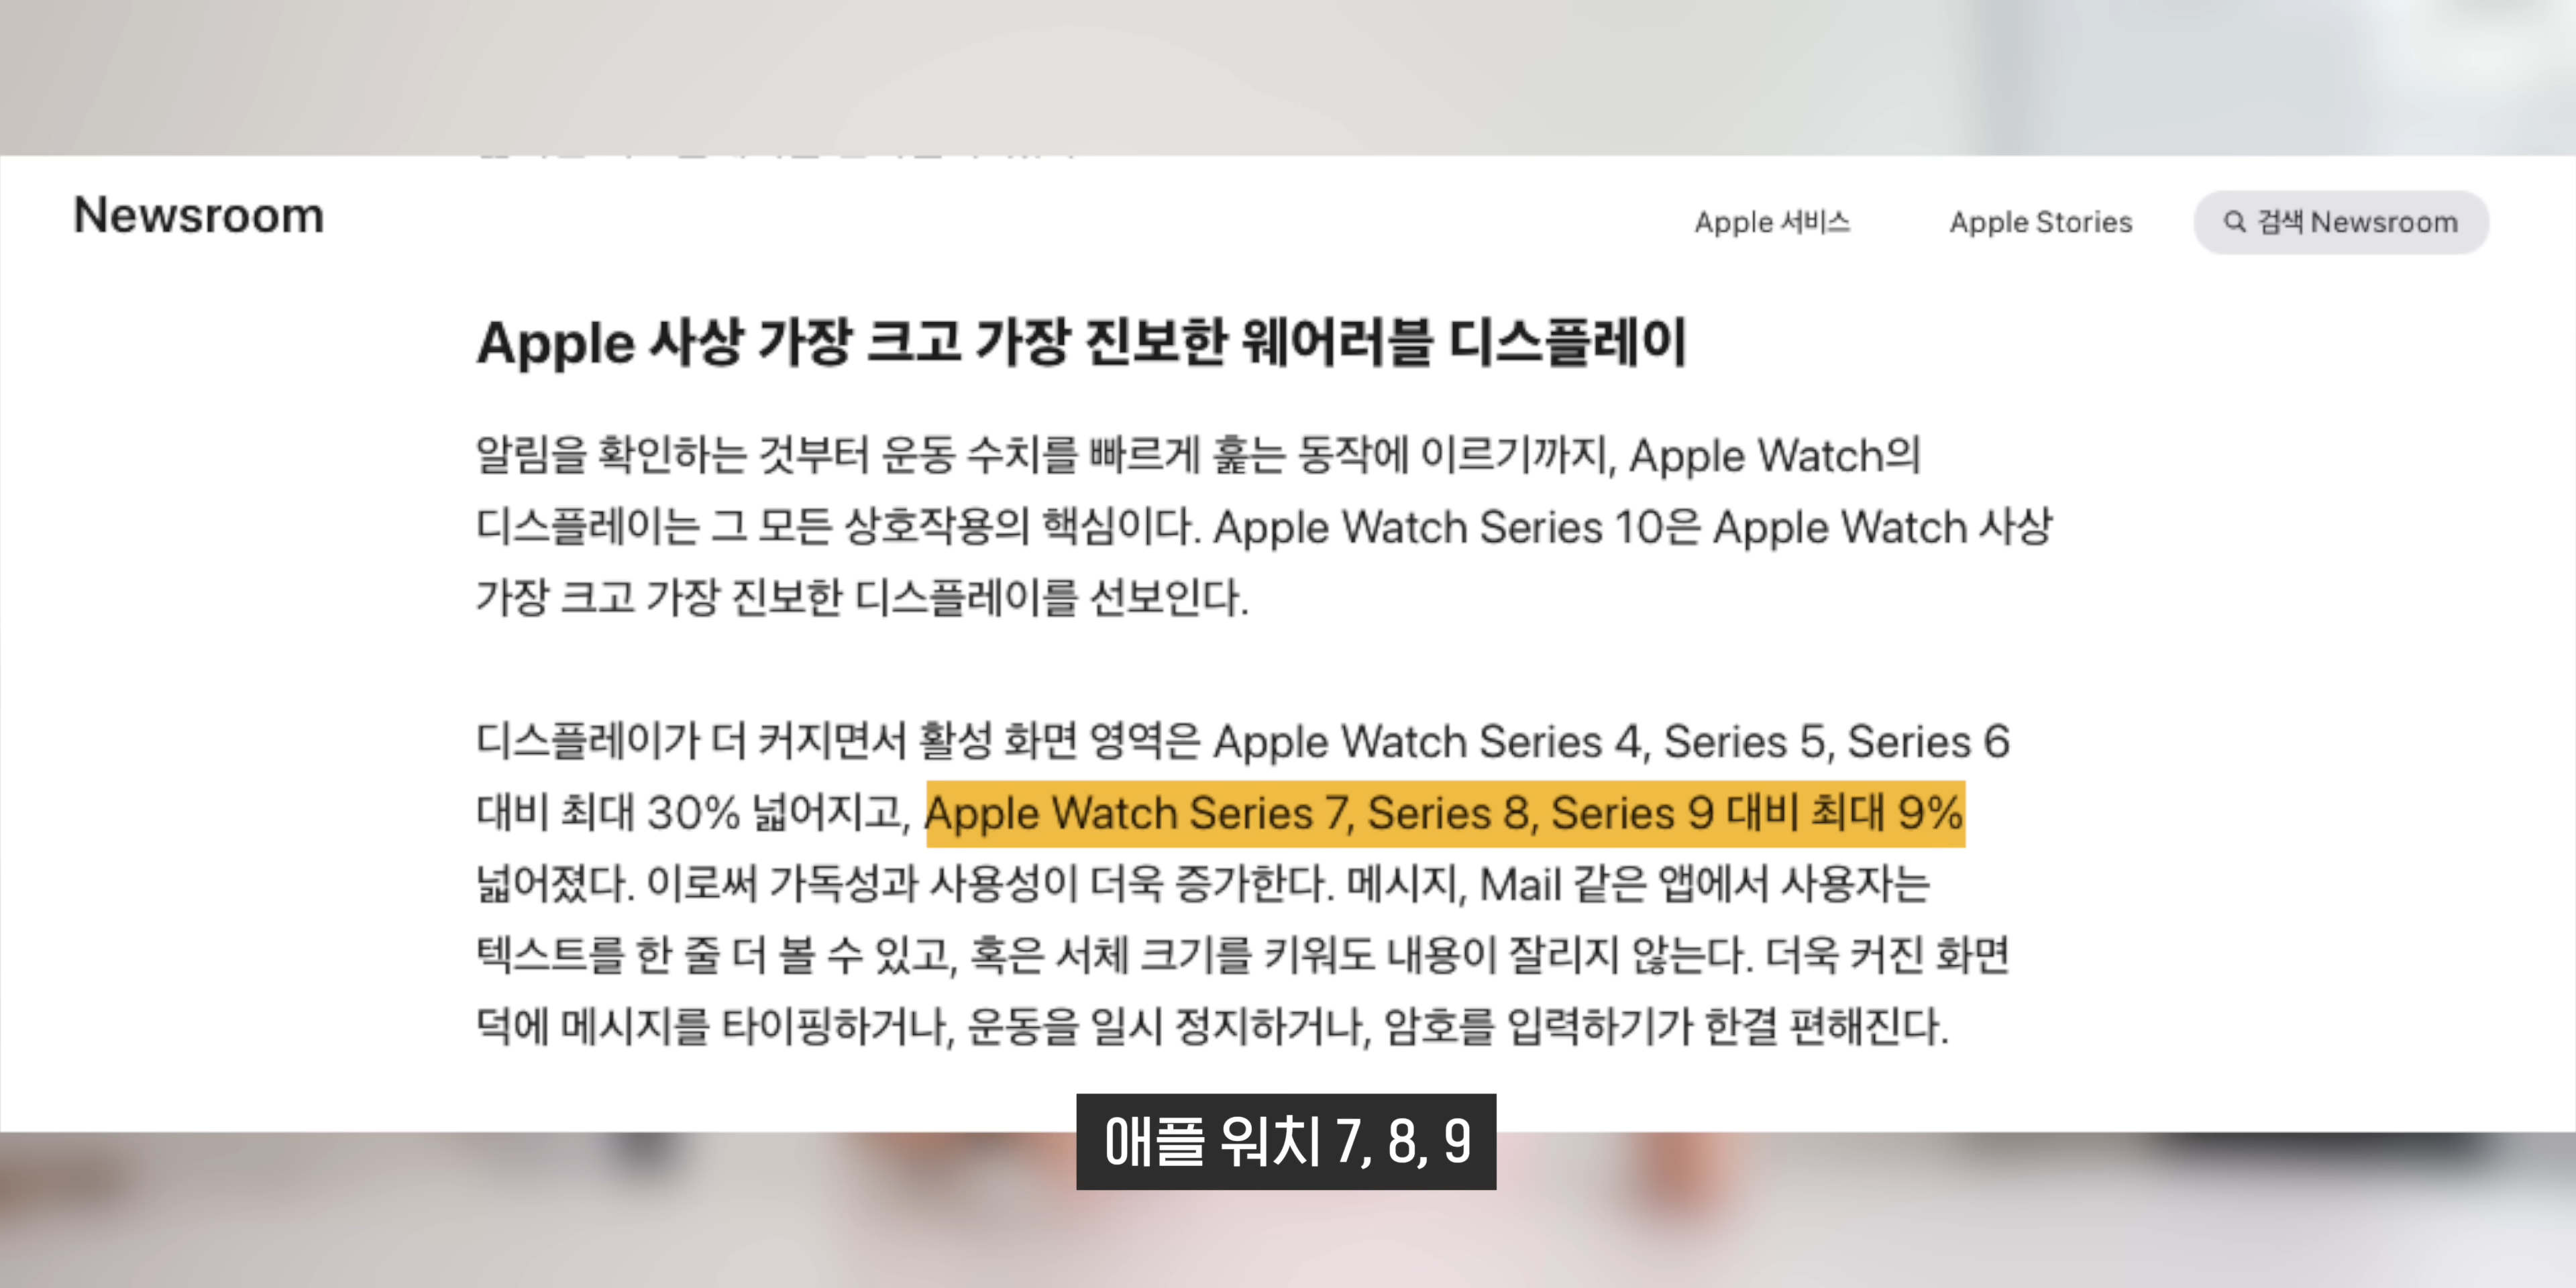 Newsroom
Apple 서비스
Apple Stories
검색 Newsroom
Apple 사상 가장 크고 가장 진보한 웨어러블 디스플레이
알림을 확인하는 것부터 운동 수치를 빠르게 훑는 동작에 이르기까지, Apple Watch의
디스플레이는 그 모든 상호작용의 핵심이다. Apple Watch Series 10은 Apple Watch 사상
가장 크고 가장 진보한 디스플레이를 선보인다.
디스플레이가 더 커지면서 활성 화면 영역은 Apple Watch Series 4, Series 5, Series 6
대비 최대 30% 넓어지고, Apple Watch Series 7, Series 8, Series 9 대비 최대 9%
넓어졌다. 이로써 가독성과 사용성이 더욱 증가한다. 메시지, Mail 같은 앱에서 사용자는
텍스트를 한 줄 더 볼 수 있고, 혹은 서체 크기를 키워도 내용이 잘리지 않는다. 더욱 커진 화면
덕에 메시지를 타이핑하거나, 운동을 일시 정지하거나, 암호를 입력하기가 한결 편해진다.
애플 워치 7, 8, 9